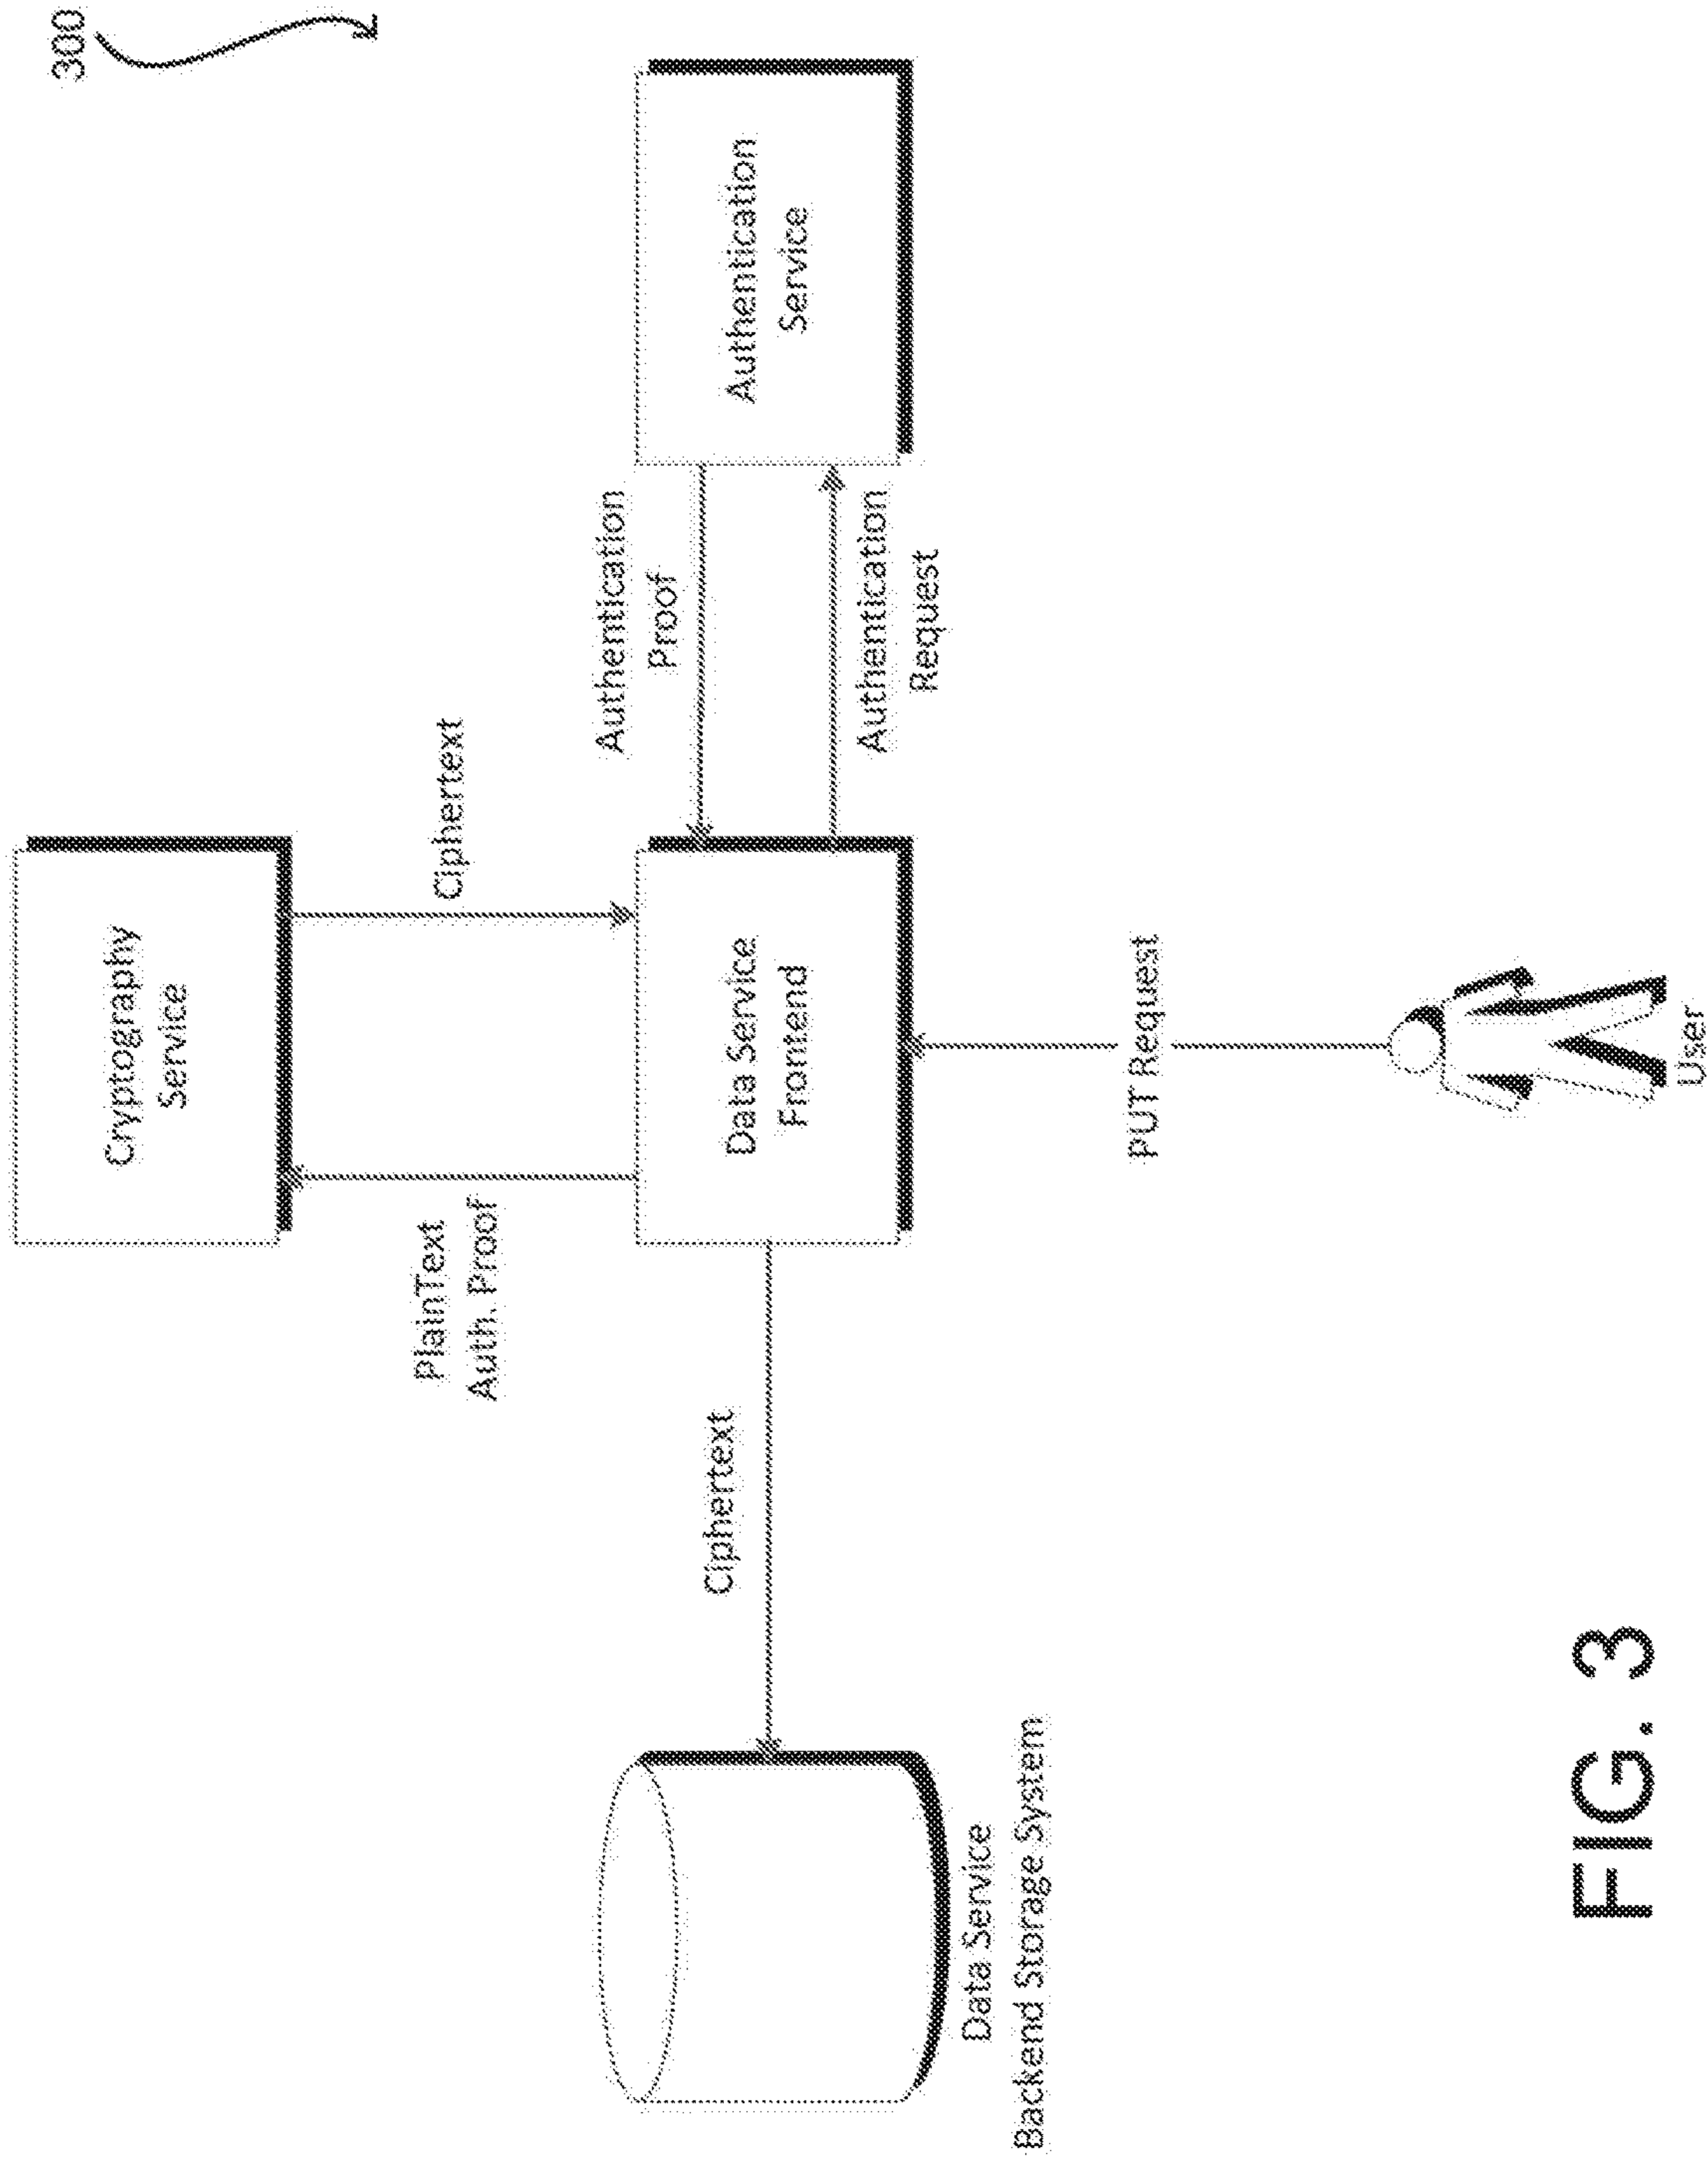 300
Cryptography
Service
PlainText
Auth. Proof
Ciphertext
Authentication
Proof
Ciphertext
Data Service
Frontend
Authentication
Service
Authentication
Request
Data Service
Backend Storage System
PUT Request
User
FIG. 3